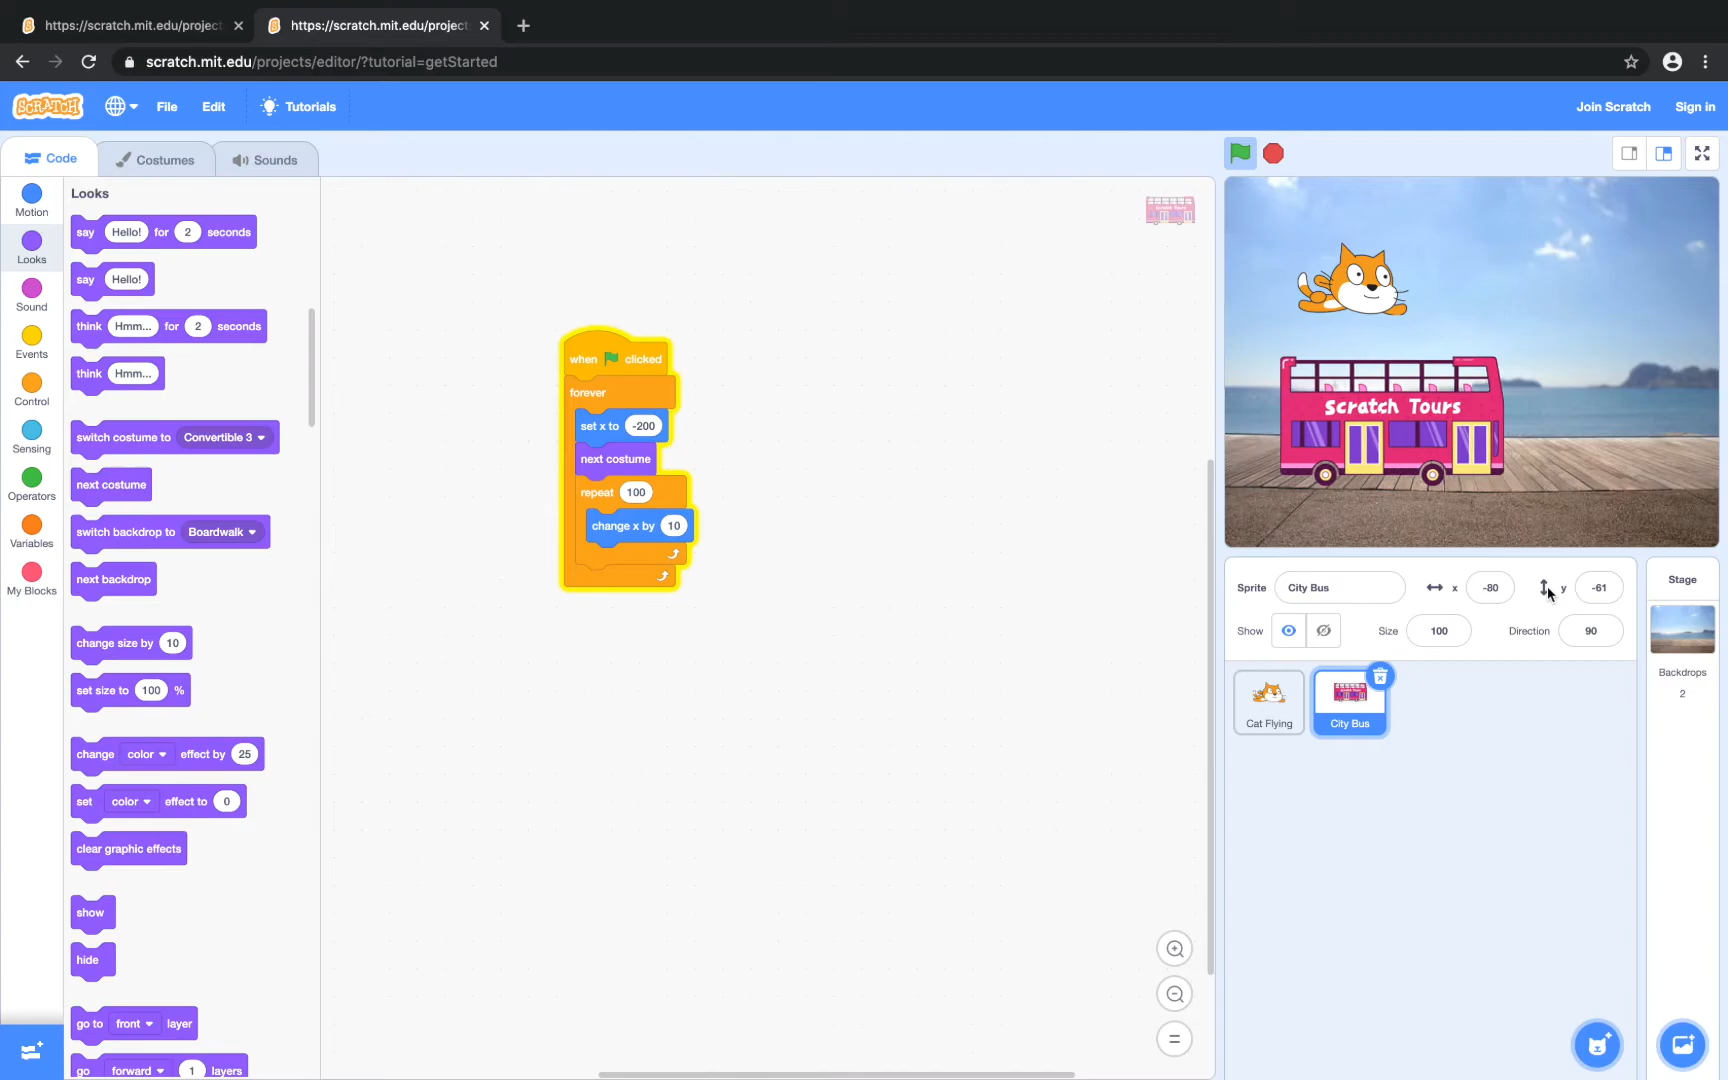 https://scratch.mit.edu/project
https://scratch.mit.edu/project
scratch.mit.edu/projects/editor/?tutorial=getStarted
SCRATCH
File
Edit
Tutorials
Join Scratch
Sign in
Code
Costumes
Sounds
Motion
Looks
Sound
Events
Control
Sensing
Operators
Variables
My Blocks
Looks
say Hello! for 2 seconds
say Hello!
think Hmm... for 2 seconds
think Hmm...
switch costume to Convertible 3
next costume
switch backdrop to Boardwalk
next backdrop
change size by 10
set size to 100 %
change color effect by 25
set color effect to 0
clear graphic effects
show
hide
go to front layer
go forward 1 layers
when clicked
forever
set x to -200
next costume
repeat 100
change x by 10
Scratch Tours
Scratch Tours
Sprite City Bus x -80 y -61
Show Size 100 Direction 90
Cat Flying
City Bus
Stage
Backdrops
2